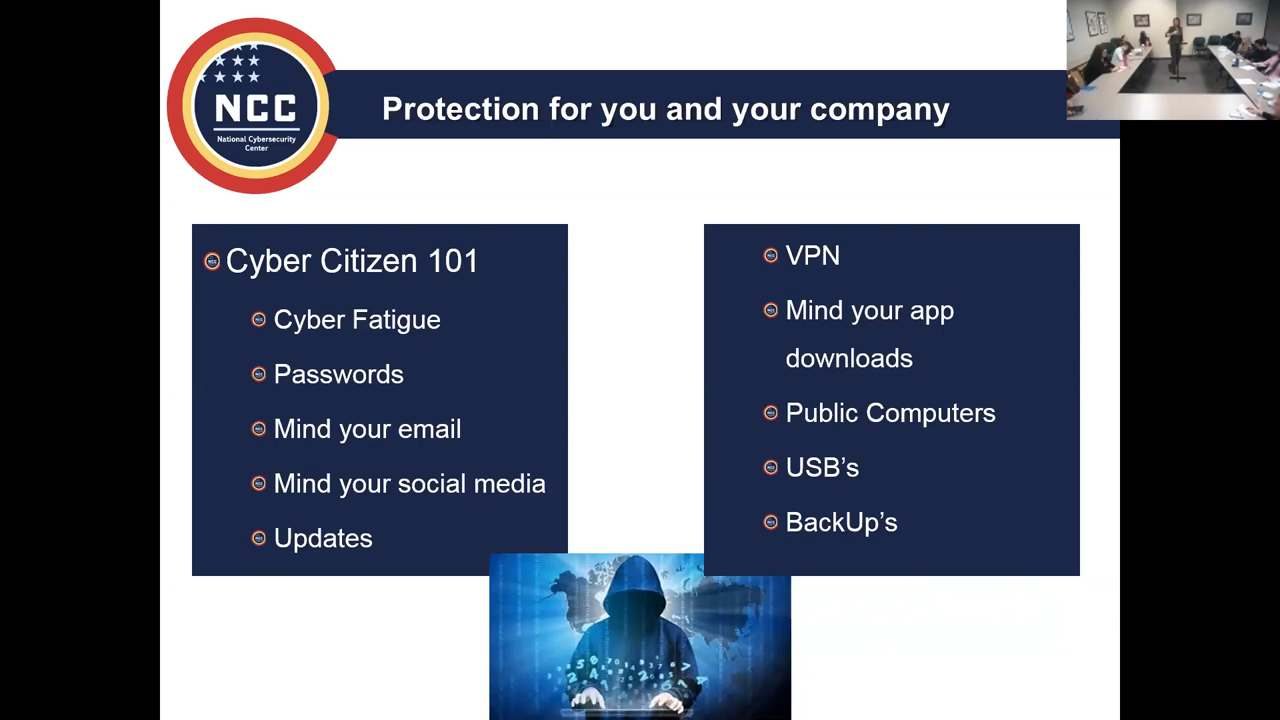 NCC
National Cybersecurity
Center
Protection for you and your company
Cyber Citizen 101
Cyber Fatigue
Passwords
Mind your email
Mind your social media
Updates
VPN
Mind your app
downloads
Public Computers
USB’s
BackUp’s